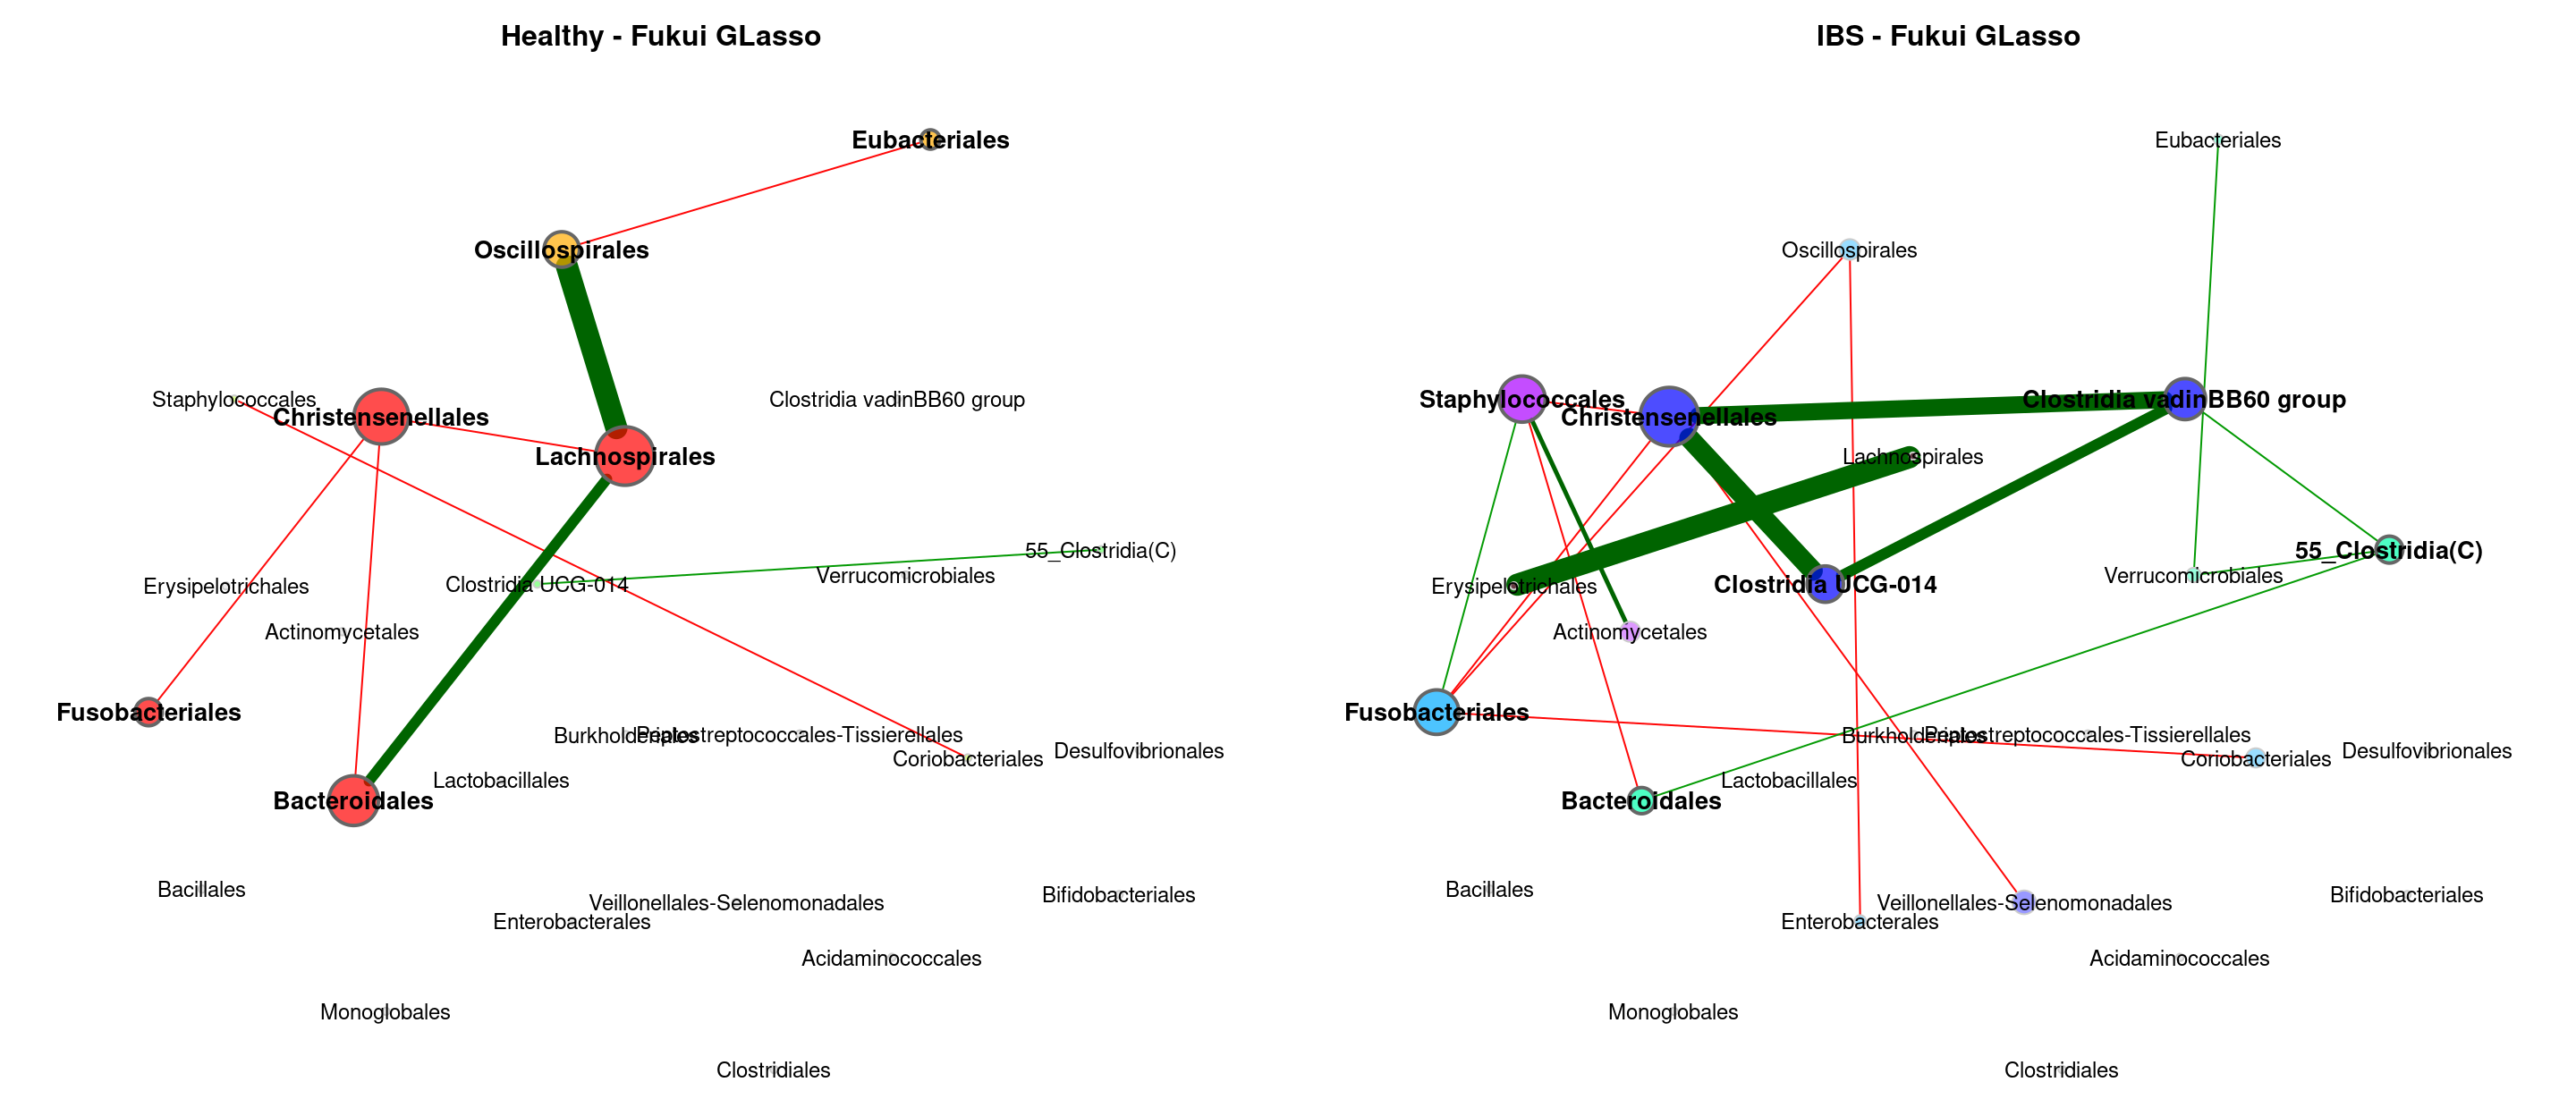 Healthy - Fukui GLasso
Eubacteriales
Oscillospirales
Staphylococcales
Clostridia vadinBB60 group
Christensenellales
Lachnospirales
55_Clostridia(C)
Verrucomicrobiales
Erysipelotrichales
Clostridia UCG-014
Actinomycetales
Fusobacteriales
Burkholderiales
Peptostreptococcales-Tissierellales
Desulfovibrionales
Coriobacteriales
Lactobacillales
Bacteroidales
Bacillales
Bifidobacteriales
Veillonellales-Selenomonadales
Enterobacterales
Acidaminococcales
Monoglobales
Clostridiales
IBS - Fukui GLasso
Eubacteriales
Oscillospirales
Staphylococcales
Clostridia vadinBB60 group
Christensenellales
Lachnospirales
55_Clostridia(C)
Verrucomicrobiales
Erysipelotrichales
Clostridia UCG-014
Actinomycetales
Fusobacteriales
Burkholderiales
Peptostreptococcales-Tissierellales
Desulfovibrionales
Coriobacteriales
Lactobacillales
Bacteroidales
Bacillales
Bifidobacteriales
Veillonellales-Selenomonadales
Enterobacterales
Acidaminococcales
Monoglobales
Clostridiales